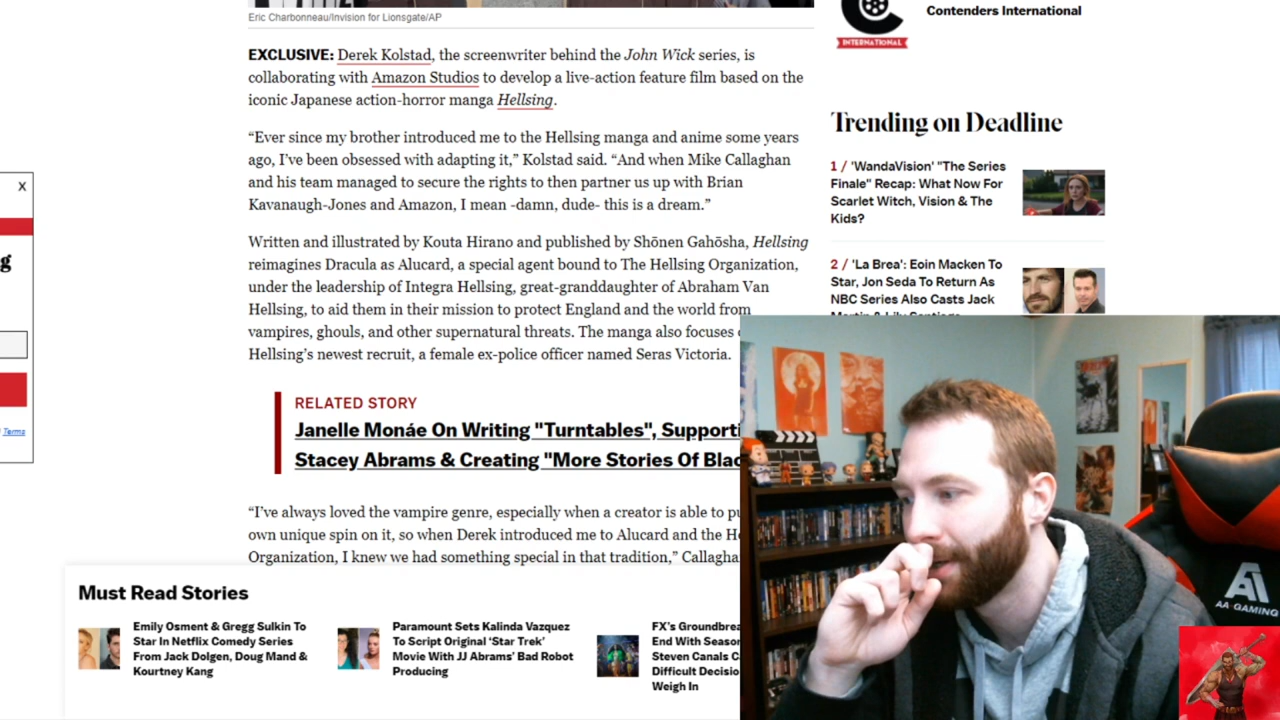 Eric Charbonneau/Invision for Lionsgate/AP
EXCLUSIVE: Derek Kolstad, the screenwriter behind the John Wick series, is
collaborating with Amazon Studios to develop a live-action feature film based on the
iconic Japanese action-horror manga Hellsing.
“Ever since my brother introduced me to the Hellsing manga and anime some years
ago, I’ve been obsessed with adapting it,” Kolstad said. “And when Mike Callaghan
and his team managed to secure the rights to then partner us up with Brian
Kavanaugh-Jones and Amazon, I mean -damn, dude- this is a dream.”
Written and illustrated by Kouta Hirano and published by Shōnen Gahōsha, Hellsing
reimagines Dracula as Alucard, a special agent bound to The Hellsing Organization,
under the leadership of Integra Hellsing, great-granddaughter of Abraham Van
Hellsing, to aid them in their mission to protect England and the world from
vampires, ghouls, and other supernatural threats. The manga also focuses
Hellsing’s newest recruit, a female ex-police officer named Seras Victoria.
RELATED STORY
Janelle Monáe On Writing "Turntables",
Stacey Abrams & Creating "More Stories Of
“I’ve always loved the vampire genre, especially when a creator is able to
own unique spin on it, so when Derek introduced me to Alucard and the
Organization, I knew we had something special in that tradition,”
INTERNATIONAL
Contenders International
Trending on Deadline
1 / 'WandaVision' "The Series
Finale" Recap: What Now For
Scarlet Witch, Vision & The
Kids?
2 / 'La Brea': Eoin Macken To
Star, Jon Seda To Return As
NBC Series Also Casts Jack
X
g
Terms
Must Read Stories
Emily Osment & Gregg Sulkin To
Star In Netflix Comedy Series
From Jack Dolgen, Doug Mand &
Kourtney Kang
Paramount Sets Kalinda Vazquez
To Script Original ‘Star Trek’
Movie With JJ Abrams’ Bad Robot
Producing
FX’s
End With
Steven Canals
Difficult
Weigh In
AA GAMING